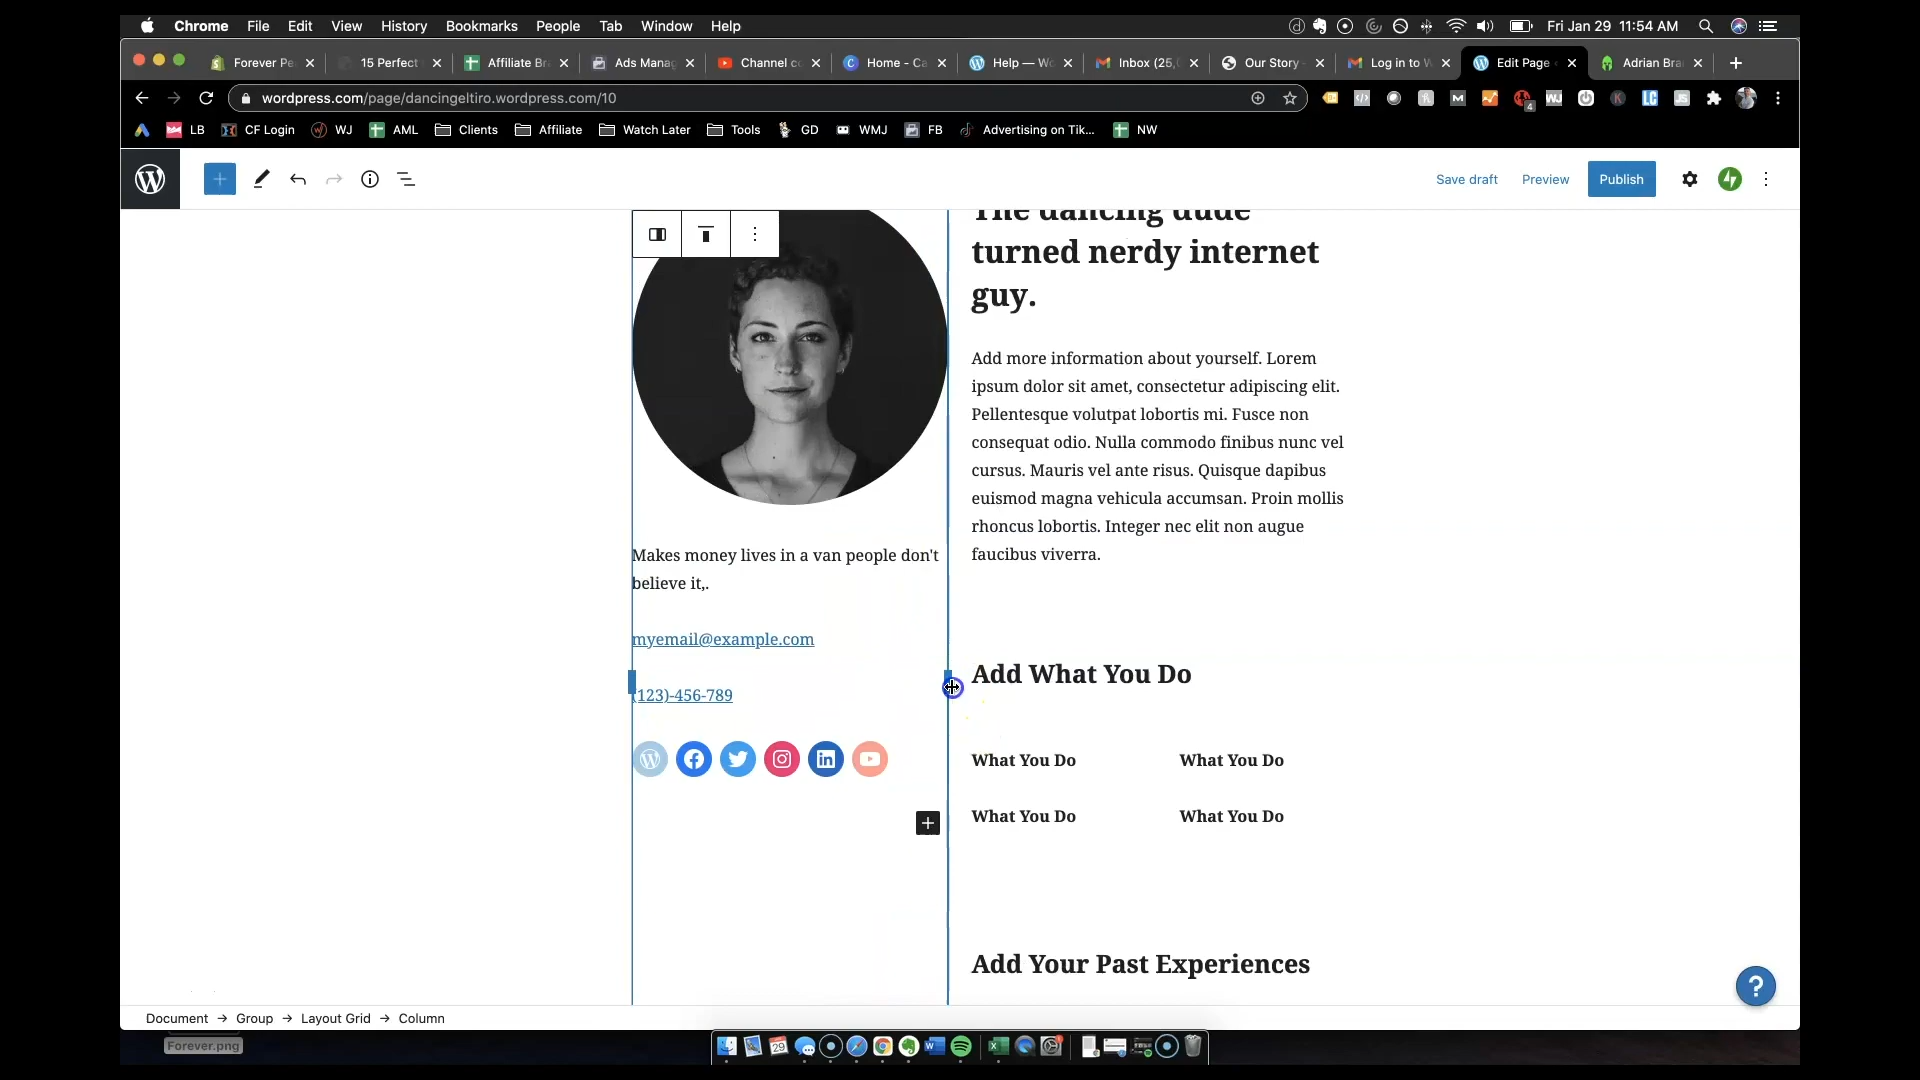 Chrome File Edit View History Bookmarks People Tab Window Help Fri Jan 29 11:54 AM
Forever Pe 15 Perfect Affiliate Br Ads Manag Channel co Home - Ca Help — Wo Inbox (25, Our Story Log in to W Edit Page Adrian Bra
wordpress.com/page/dancingeltiro.wordpress.com/10
LB CF Login WJ AML Clients Affiliate Watch Later Tools GD WMJ FB Advertising on Tik... NW
Save draft Preview Publish
The dancing dude
turned nerdy internet
guy.
Add more information about yourself. Lorem
ipsum dolor sit amet, consectetur adipiscing elit.
Pellentesque volutpat lobortis mi. Fusce non
consequat odio. Nulla commodo finibus nunc vel
cursus. Mauris vel ante risus. Quisque dapibus
euismod magna vehicula accumsan. Proin mollis
rhoncus lobortis. Integer nec elit non augue
faucibus viverra.
Makes money lives in a van people don't
believe it,.
myemail@example.com
(123)-456-789
Add What You Do
What You Do What You Do
What You Do What You Do
Add Your Past Experiences
Document → Group → Layout Grid → Column
Forever.png